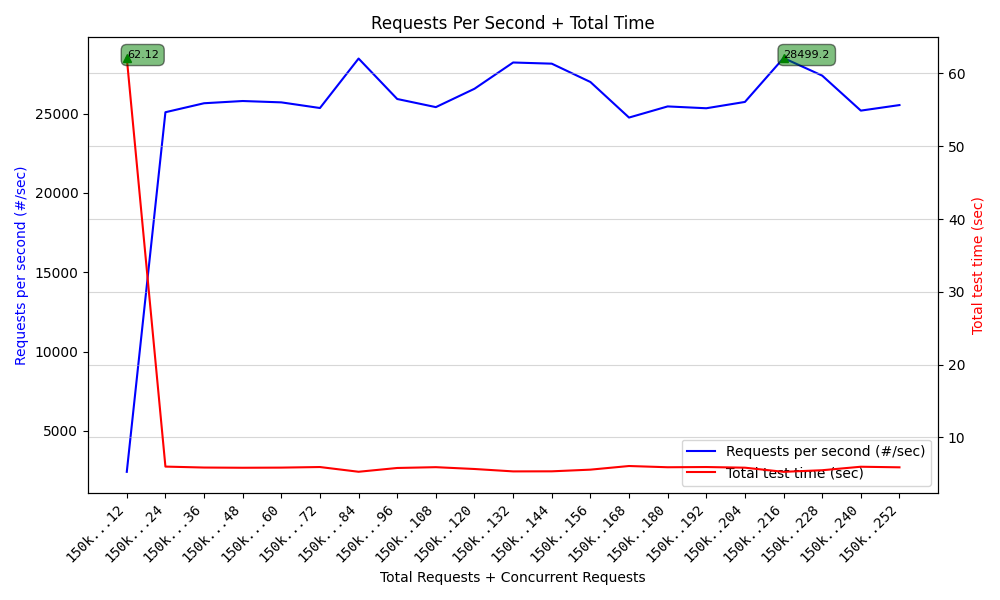 Requests Per Second + Total Time
62.12
28499.2
Requests per second (#/sec)
25000
20000
15000
10000
5000
60
50
40
30
20
10
Total test time (sec)
Requests per second (#/sec)
Total test time (sec)
150k...12
150k...24
150k...36
150k...48
150k...60
150k...72
150k...84
150k...96
150k..108
150k..120
150k..132
150k..144
150k..156
150k..168
150k..180
150k..192
150k..204
150k..216
150k..228
150k..240
150k..252
Total Requests + Concurrent Requests